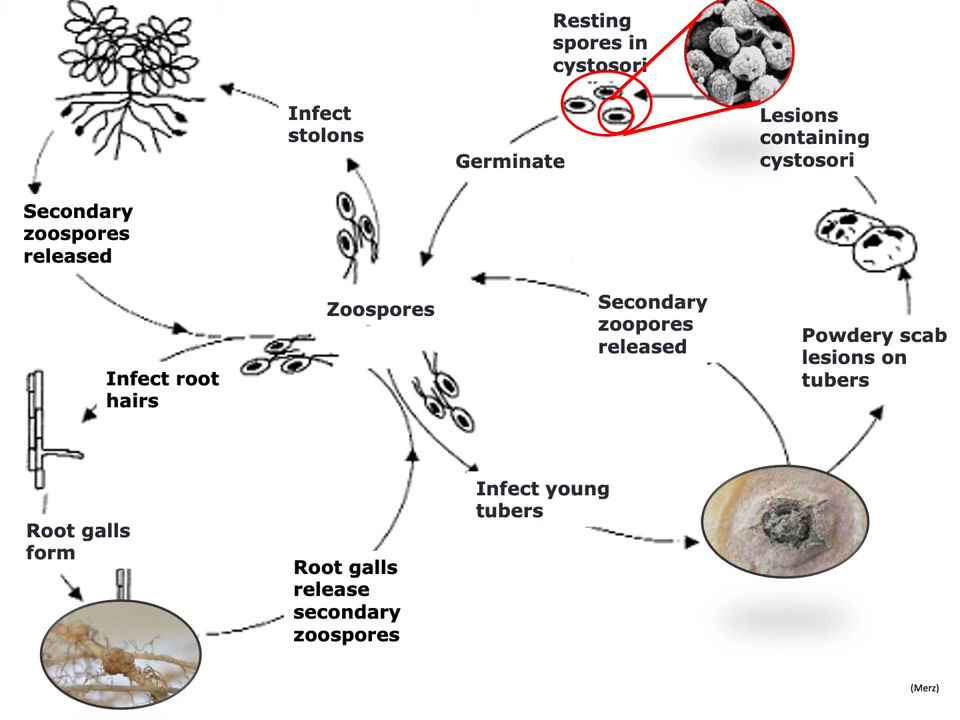 Resting
spores in
cystosori
Lesions
containing
cystosori
Infect
stolons
Germinate
Secondary
zoospores
released
Zoospores
Secondary
zoopores
released
Powdery scab
lesions on
tubers
Infect root
hairs
Infect young
tubers
Root galls
form
Root galls
release
secondary
zoospores
(Merz)